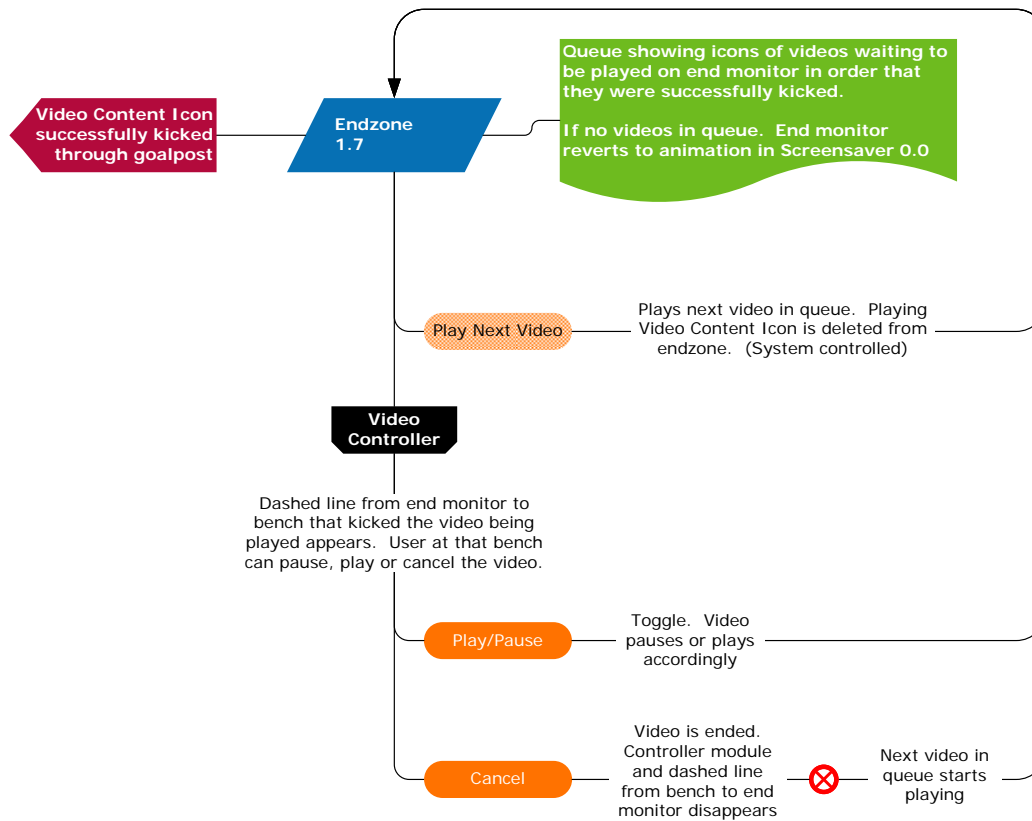 Queue showing icons of videos waiting to
be played on end monitor in order that
they were successfully kicked.
If no videos in queue.  End monitor
reverts to animation in Screensaver 0.0
Video Content Icon
successfully kicked
through goalpost
Endzone
1.7
Play Next Video
Plays next video in queue.  Playing
Video Content Icon is deleted from
endzone.  (System controlled)
Video
Controller
Dashed line from end monitor to
bench that kicked the video being
played appears.  User at that bench
can pause, play or cancel the video.
Play/Pause
Toggle.  Video
pauses or plays
accordingly
Cancel
Video is ended.
Controller module
and dashed line
from bench to end
monitor disappears
Next video in
queue starts
playing